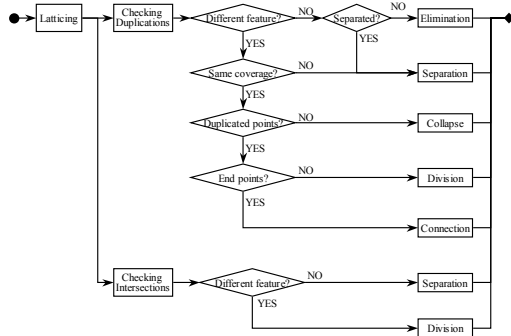 Latticing
Checking
Duplications
Different feature?
NO
Separated?
NO
Elimination
YES
YES
Same coverage?
NO
Separation
YES
Duplicated points?
NO
Collapse
YES
End points?
NO
Division
YES
Connection
Checking
Intersections
Different feature?
NO
Separation
YES
Division